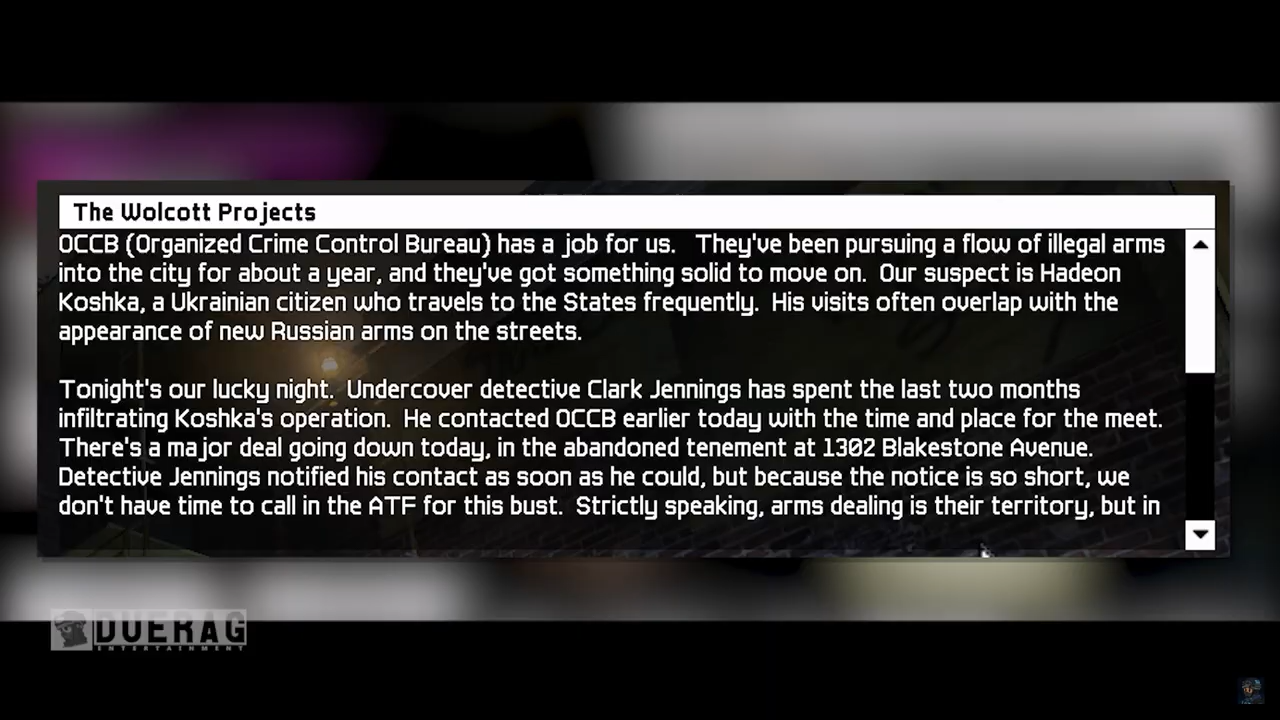 The Wolcott Projects
OCCB (Organized Crime Control Bureau) has a job for us.   They've been pursuing a flow of illegal arms
into the city for about a year, and they've got something solid to move on.  Our suspect is Hadeon
Koshka, a Ukrainian citizen who travels to the States frequently.  His visits often overlap with the
appearance of new Russian arms on the streets.
Tonight's our lucky night.  Undercover detective Clark Jennings has spent the last two months
infiltrating Koshka's operation.  He contacted OCCB earlier today with the time and place for the meet.
There's a major deal going down today, in the abandoned tenement at 1302 Blakestone Avenue.
Detective Jennings notified his contact as soon as he could, but because the notice is so short, we
don't have time to call in the ATF for this bust.  Strictly speaking, arms dealing is their territory, but in
DUERAG
ENTERTAINMENT